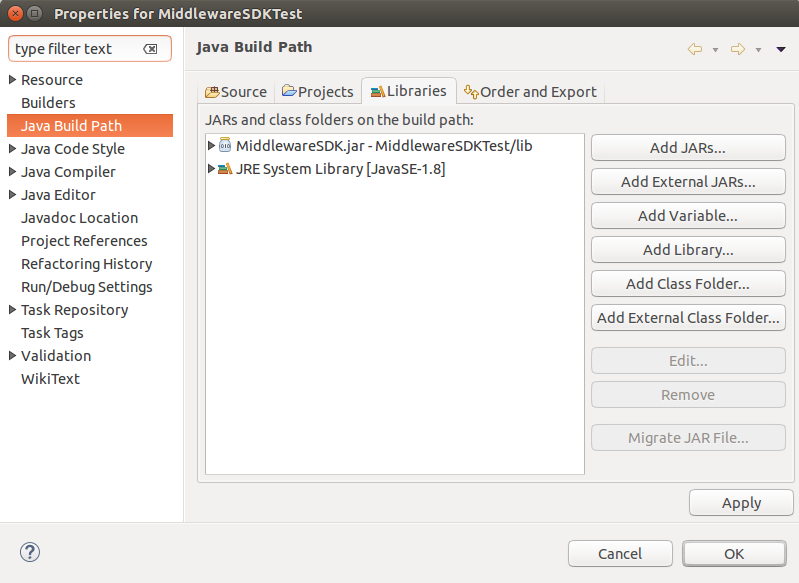 Properties for MiddlewareSDKTest
type filter text
Java Build Path
Resource
Builders
Java Build Path
Java Code Style
Java Compiler
Java Editor
Javadoc Location
Project References
Refactoring History
Run/Debug Settings
Task Repository
Task Tags
Validation
WikiText
Source Projects Libraries Order and Export
JARs and class folders on the build path:
MiddlewareSDK.jar - MiddlewareSDKTest/lib
JRE System Library [JavaSE-1.8]
Add JARs...
Add External JARs...
Add Variable...
Add Library...
Add Class Folder...
Add External Class Folder...
Edit...
Remove
Migrate JAR File...
Apply
?
Cancel OK